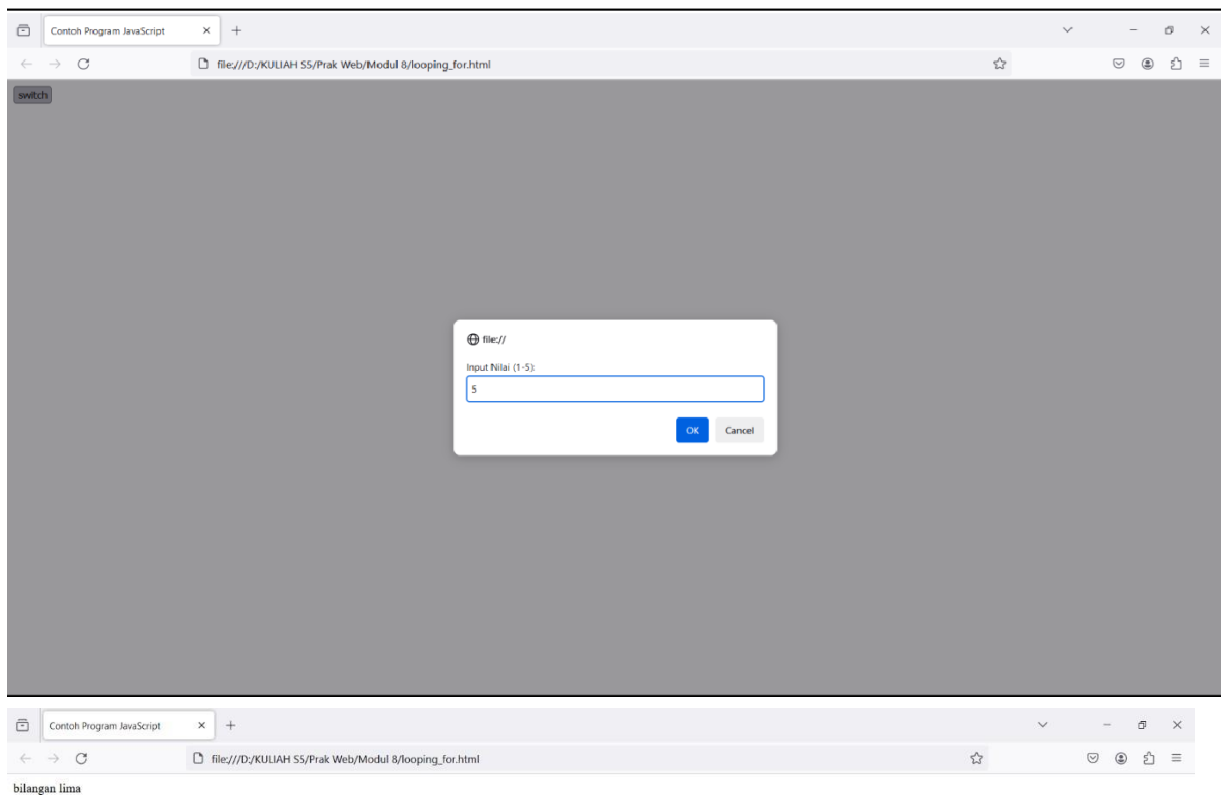 Contoh Program JavaScript
file:///D:/KULIAH S5/Prak Web/Modul 8/looping_for.html
switch
file://
Input Nilai (1-5):
5
OK Cancel
Contoh Program JavaScript
file:///D:/KULIAH S5/Prak Web/Modul 8/looping_for.html
bilangan lima